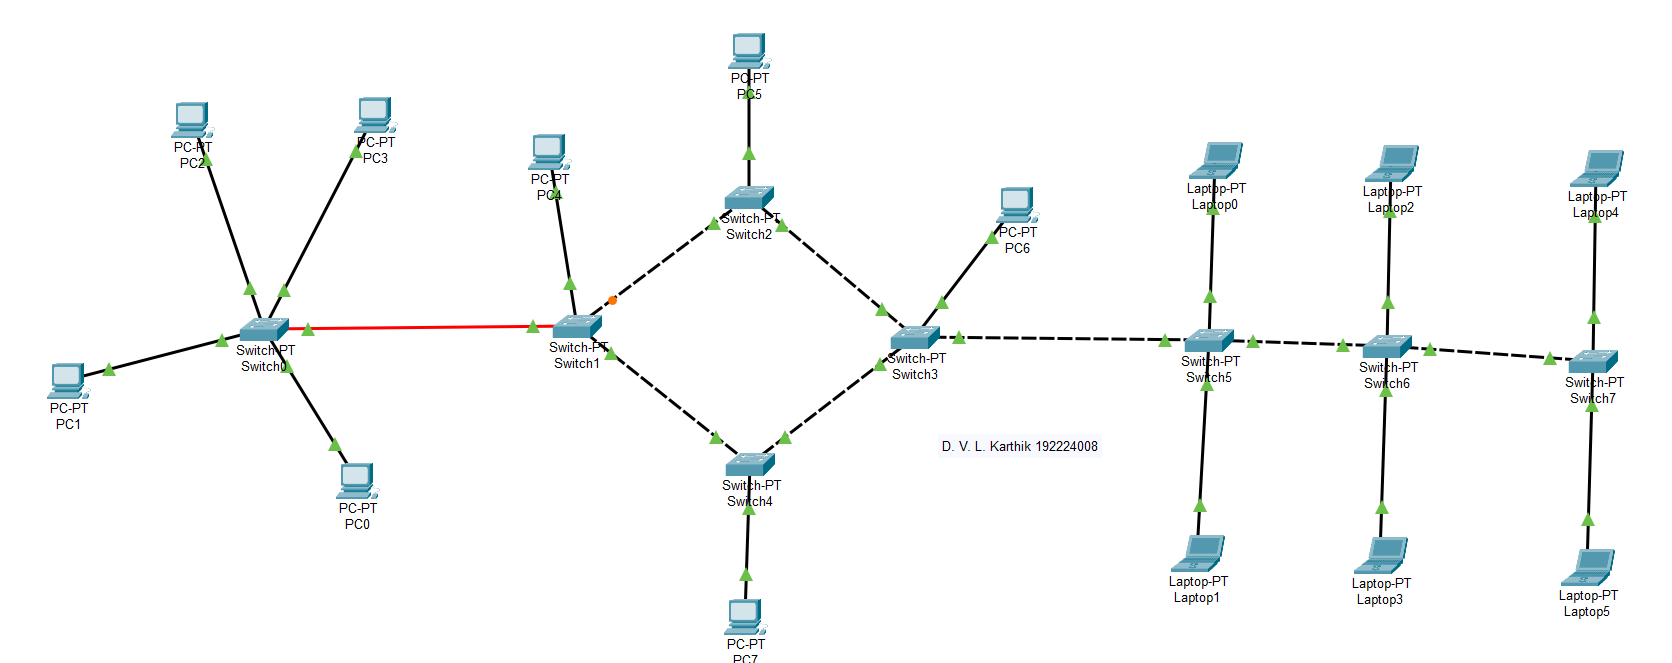 PC-PT
PC5
PC-PT
PC2
PC-PT
PC3
PC-PT
PC4
Laptop-PT
Laptop0
Laptop-PT
Laptop2
Laptop-PT
Laptop4
Switch-PT
Switch2
PC-PT
PC6
Switch-PT
Switch0
Switch-PT
Switch1
Switch-PT
Switch3
Switch-PT
Switch5
Switch-PT
Switch6
Switch-PT
Switch7
PC-PT
PC1
D. V. L. Karthik 192224008
Switch-PT
Switch4
PC-PT
PC0
Laptop-PT
Laptop1
Laptop-PT
Laptop3
Laptop-PT
Laptop5
PC-PT
PC7